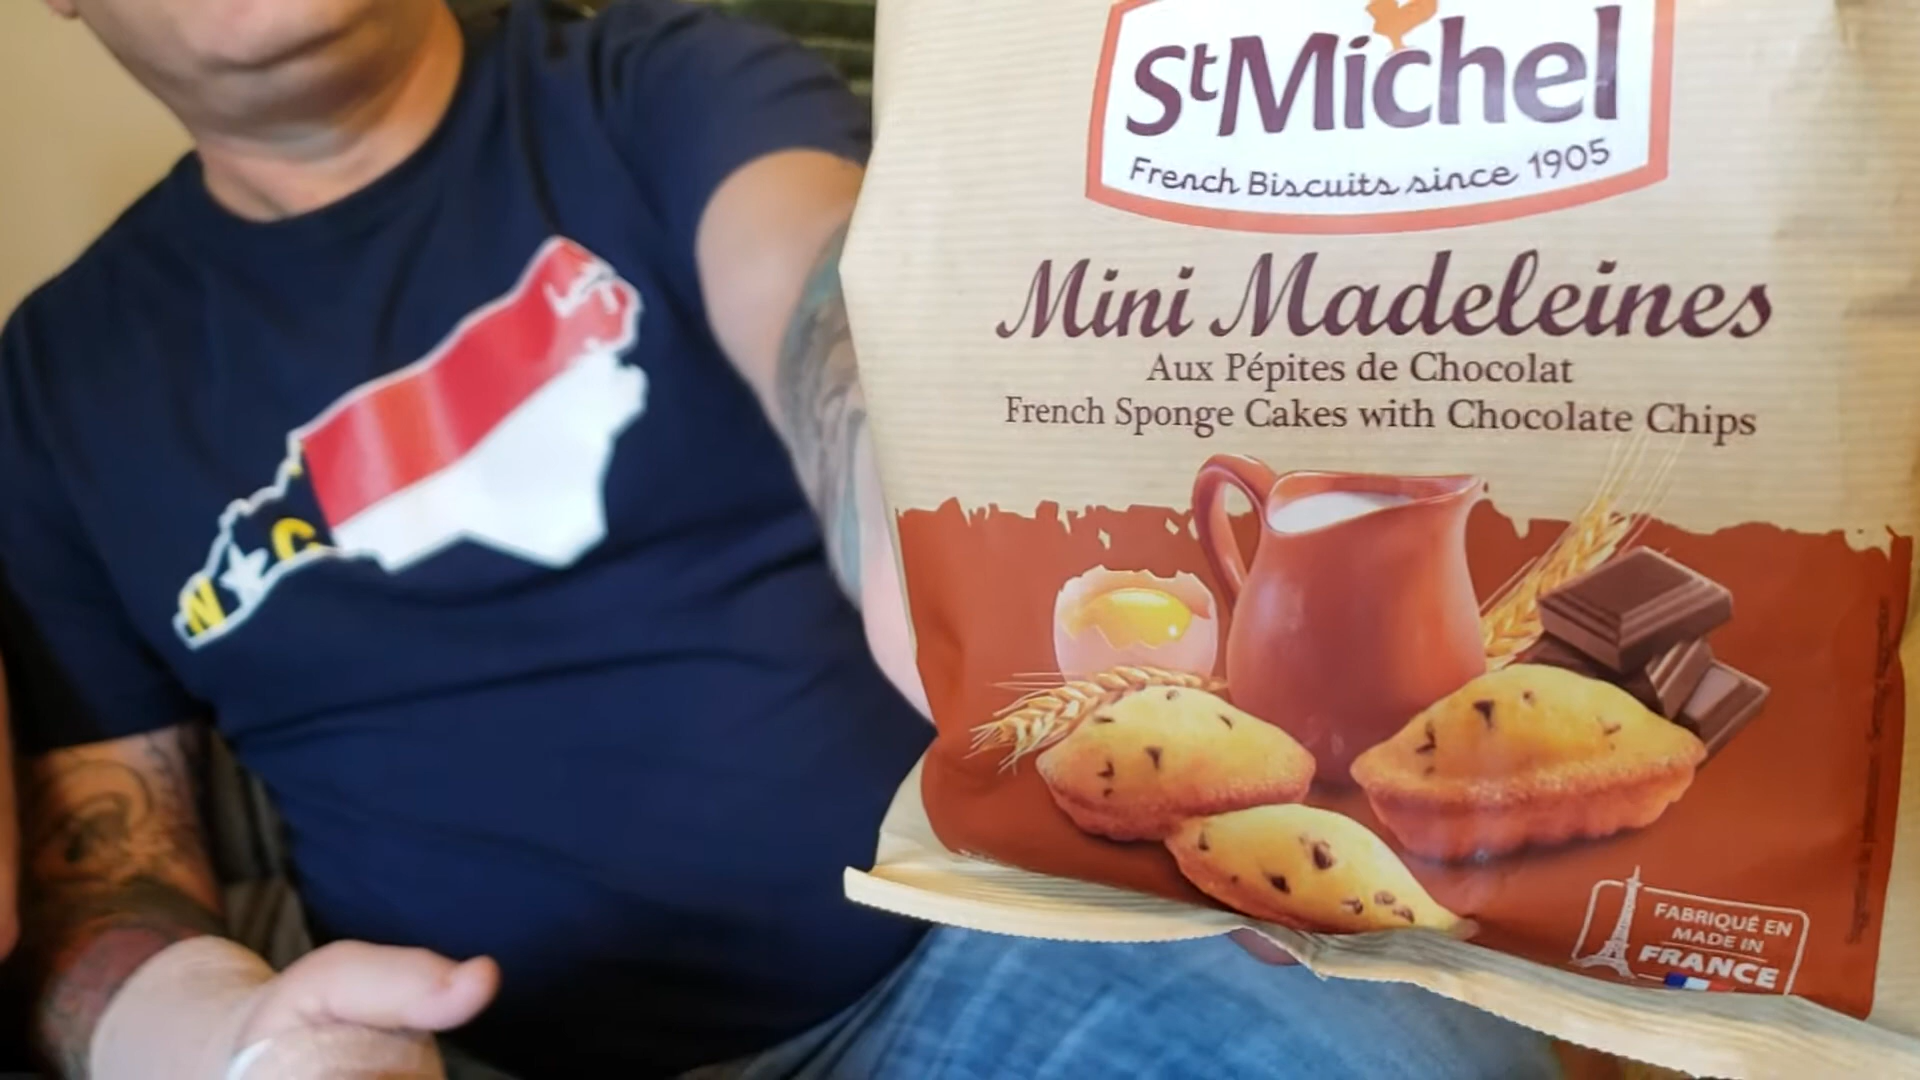 N C
StMichel
French Biscuits since 1905
Mini Madeleines
Aux Pépites de Chocolat
French Sponge Cakes with Chocolate Chips
FABRIQUÉ EN
MADE IN
FRANCE